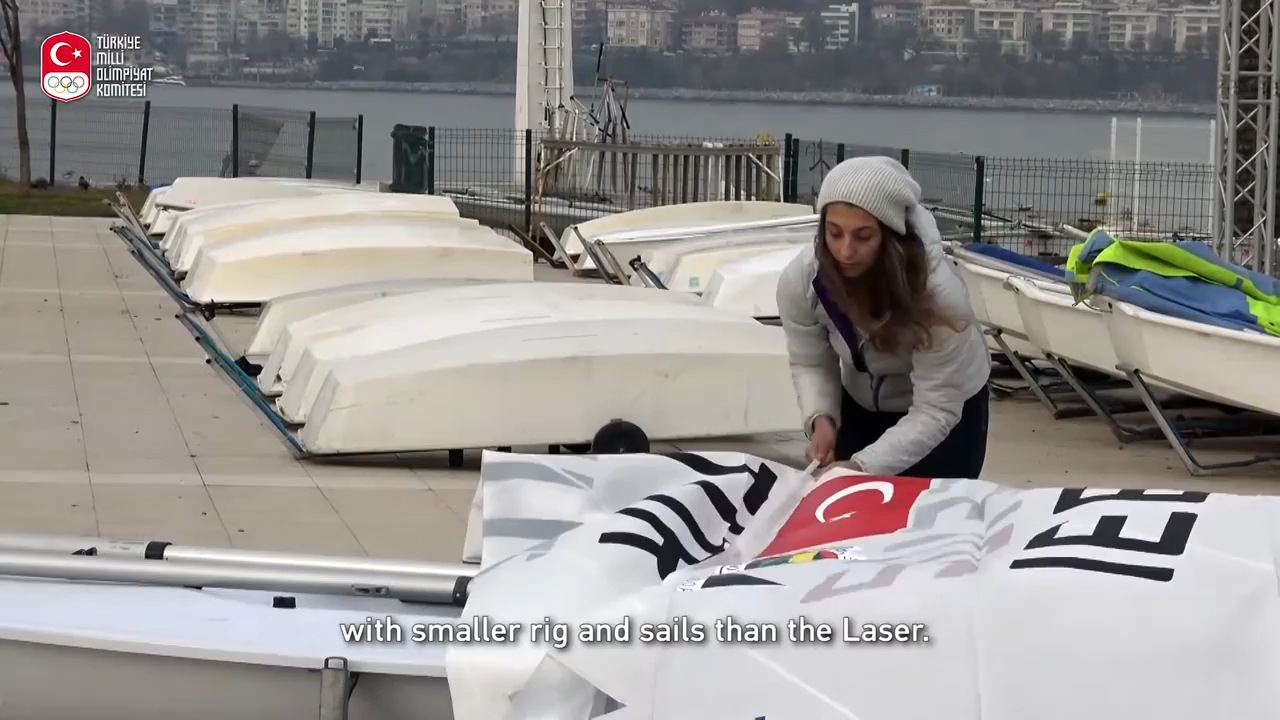 TÜRKİYE
MİLLİ
OLİMPİYAT
KOMİTESİ
with smaller rig and sails than the Laser.